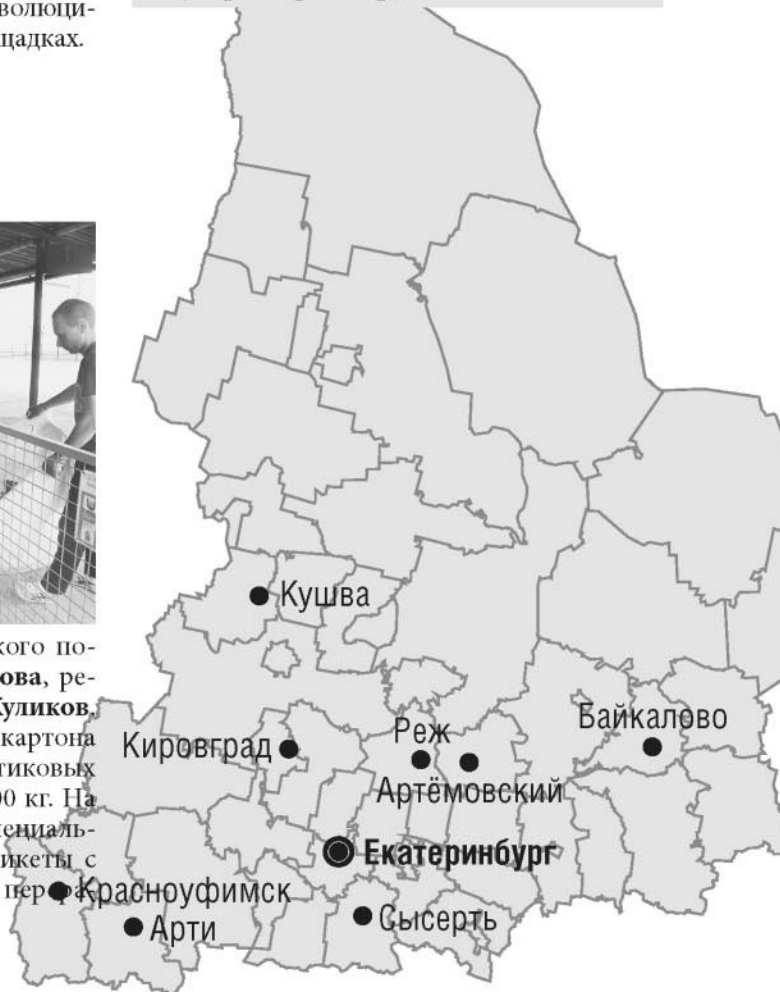 волюци-
щадках.
Кушва
кого по-
ова, ре-
Куликов,
картона
тиковых
00 кг. На
пециаль-
икеты с
Кировград
Реж
Байкалово
Артёмовский
Екатеринбург
Красноуфимск
Арти
Сысерть